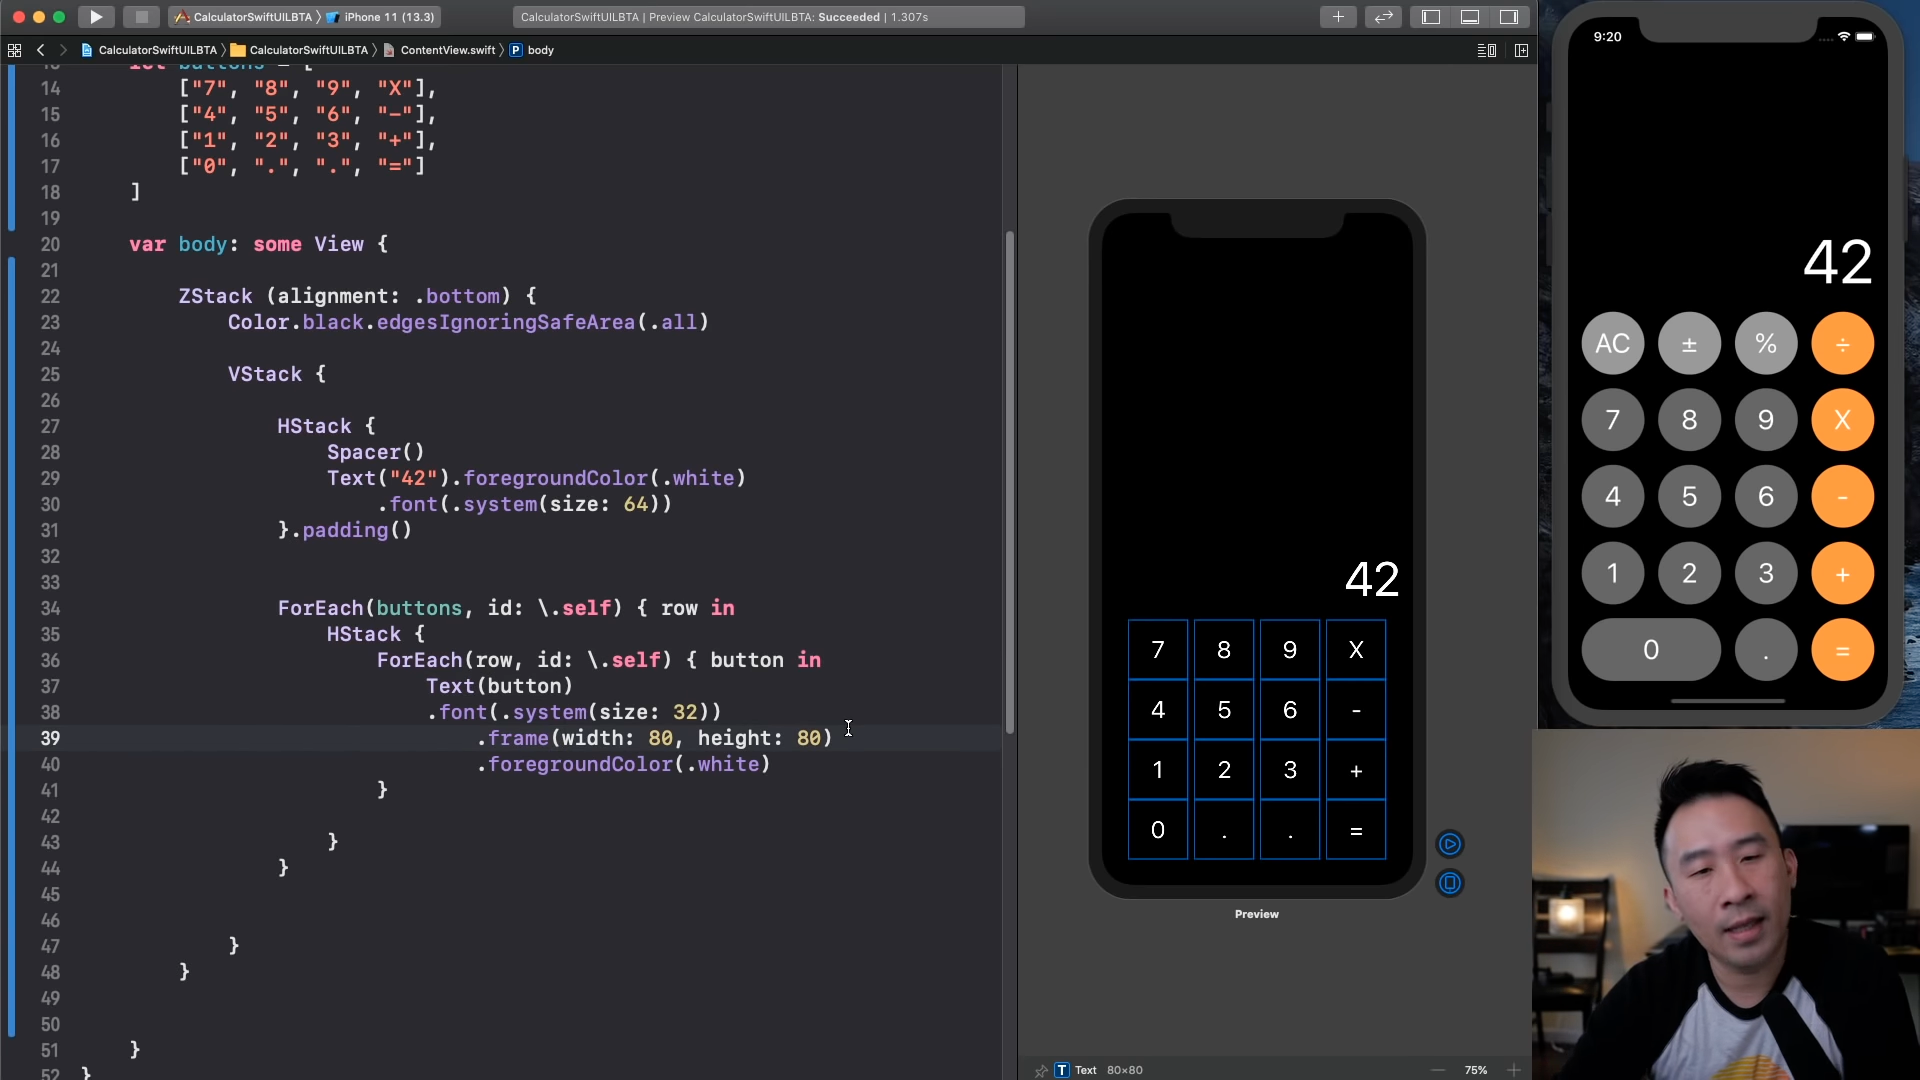 CalculatorSwiftUILBTA
iPhone 11 (13.3)
CalculatorSwiftUILBTA | Preview CalculatorSwiftUILBTA: Succeeded | 1.307s
CalculatorSwiftUILBTA
CalculatorSwiftUILBTA
ContentView.swift
P body
14 ["7", "8", "9", "X"],
15 ["4", "5", "6", "-"],
16 ["1", "2", "3", "+"],
17 ["0", ".", ".", "="]
18 ]
19
20 var body: some View {
21
22 ZStack (alignment: .bottom) {
23 Color.black.edgesIgnoringSafeArea(.all)
24
25 VStack {
26
27 HStack {
28 Spacer()
29 Text("42").foregroundColor(.white)
30 .font(.system(size: 64))
31 }.padding()
32
33
34 ForEach(buttons, id: \.self) { row in
35 HStack {
36 ForEach(row, id: \.self) { button in
37 Text(button)
38 .font(.system(size: 32))
39 .frame(width: 80, height: 80)
40 .foregroundColor(.white)
41 }
42
43 }
44 }
45
46
47 }
48 }
49
50
51 }
52 }
42
7 8 9 X
4 5 6 -
1 2 3 +
0 . . =
Preview
T Text 80×80
75%
9:20
42
AC ± % ÷
7 8 9 X
4 5 6 -
1 2 3 +
0 . =